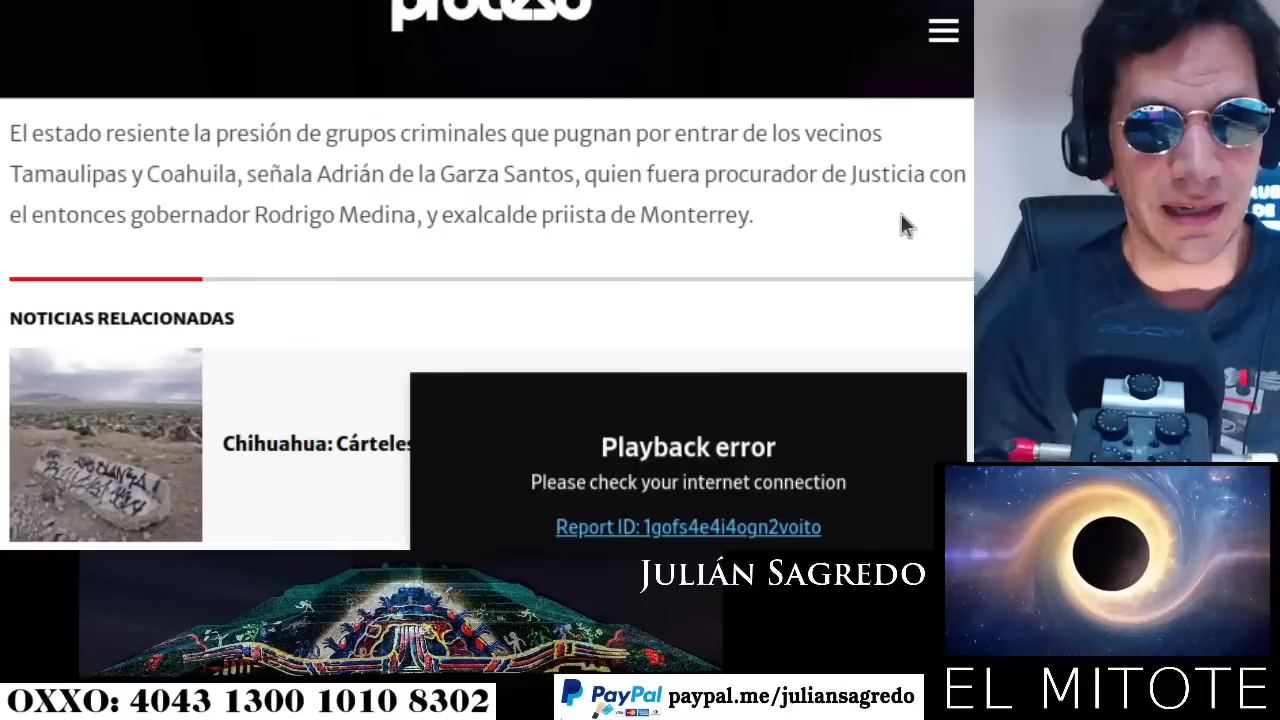 proceso
El estado resiente la presión de grupos criminales que pugnan por entrar de los vecinos
Tamaulipas y Coahuila, señala Adrián de la Garza Santos, quien fuera procurador de Justicia con
el entonces gobernador Rodrigo Medina, y exalcalde priista de Monterrey.
NOTICIAS RELACIONADAS
Chihuahua: Cárteles
Playback error
Please check your internet connection
Report ID: 1gofs4e4i4ogn2voito
JULIÁN SAGREDO
EL MITOTE
OXXO: 4043 1300 1010 8302
PayPal paypal.me/juliansagredo